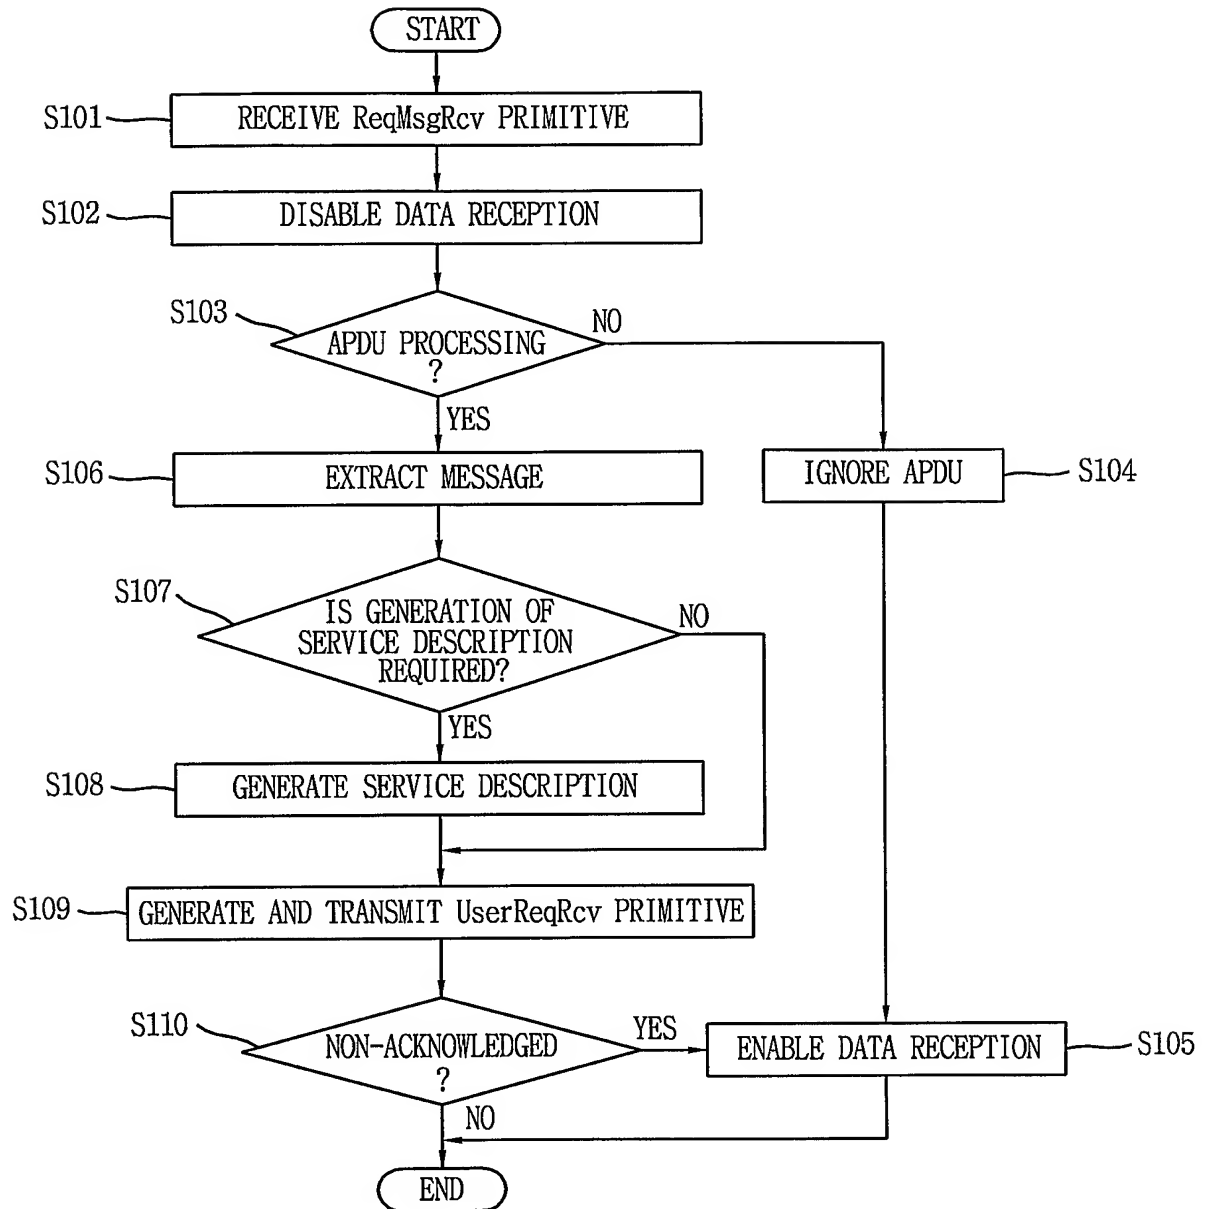 START
S101
RECEIVE ReqMsgRcv PRIMITIVE
S102
DISABLE DATA RECEPTION
S103
APDU PROCESSING
?
NO
YES
S106
EXTRACT MESSAGE
IGNORE APDU
S104
S107
IS GENERATION OF
SERVICE DESCRIPTION
REQUIRED?
NO
YES
S108
GENERATE SERVICE DESCRIPTION
S109
GENERATE AND TRANSMIT UserReqRcv PRIMITIVE
S110
NON-ACKNOWLEDGED
?
YES
ENABLE DATA RECEPTION
S105
NO
END